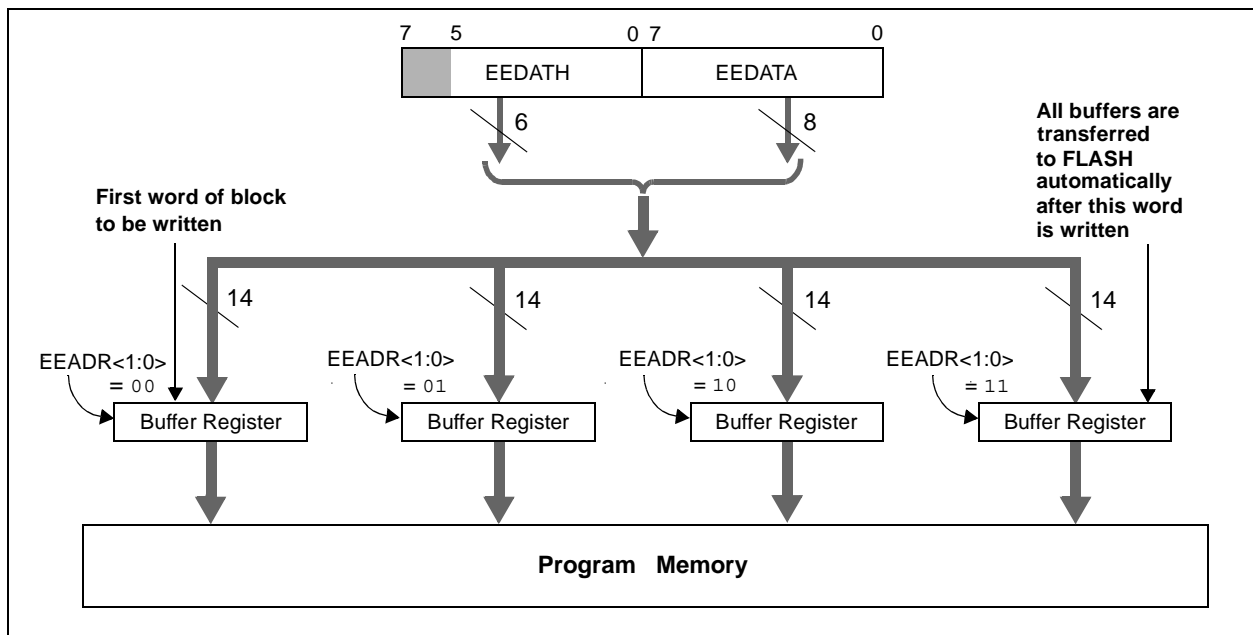 7 5 0 7 0
EEDATH EEDATA
6 8
All buffers are
transferred
to FLASH
automatically
after this word
is written
First word of block
to be written
14 14 14 14
EEADR<1:0>
= 00
EEADR<1:0>
= 01
EEADR<1:0>
= 10
EEADR<1:0>
= 11
Buffer Register Buffer Register Buffer Register Buffer Register
Program Memory